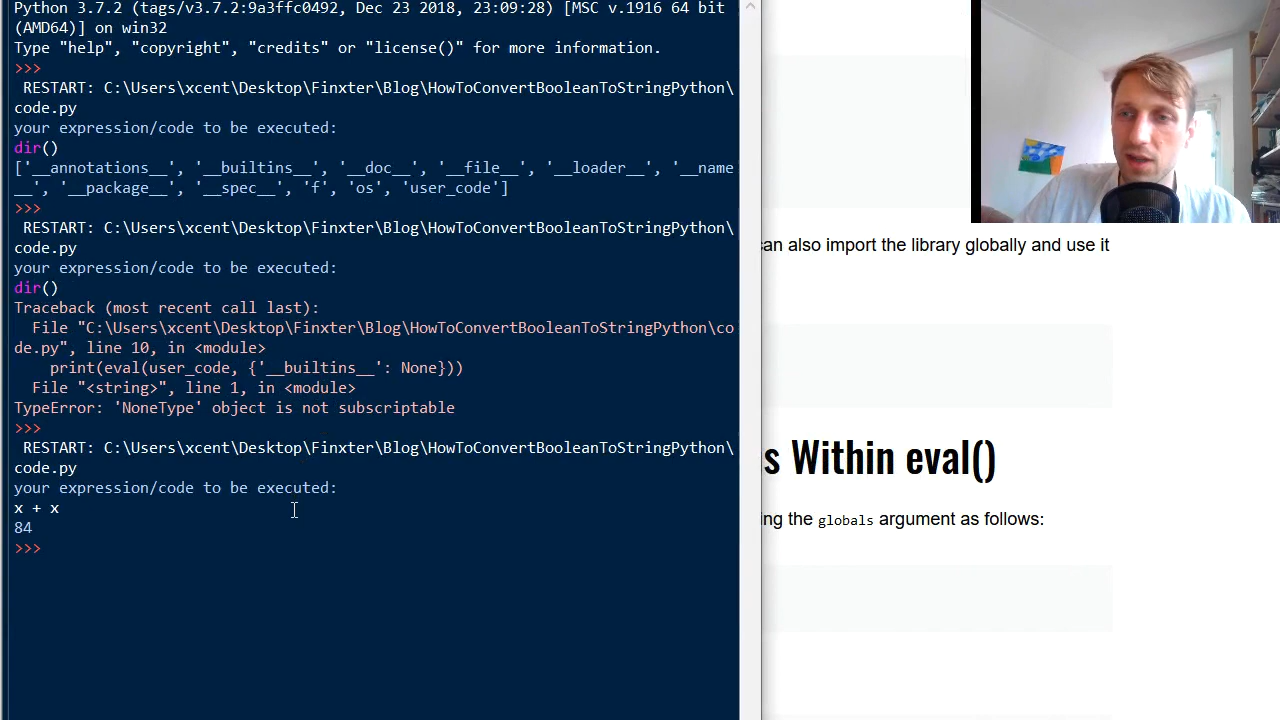 Python 3.7.2 (tags/v3.7.2:9a3ffc0492, Dec 23 2018, 23:09:28) [MSC v.1916 64 bit
(AMD64)] on win32
Type "help", "copyright", "credits" or "license()" for more information.
>>>
RESTART: C:\Users\xcent\Desktop\Finxter\Blog\HowToConvertBooleanToStringPython\
code.py
your expression/code to be executed:
dir()
['__annotations__', '__builtins__', '__doc__', '__file__', '__loader__', '__name
__', '__package__', '__spec__', 'f', 'os', 'user_code']
>>>
RESTART: C:\Users\xcent\Desktop\Finxter\Blog\HowToConvertBooleanToStringPython\
code.py
your expression/code to be executed:
dir()
Traceback (most recent call last):
File "C:\Users\xcent\Desktop\Finxter\Blog\HowToConvertBooleanToStringPython\co
de.py", line 10, in <module>
print(eval(user_code, {'__builtins__': None}))
File "<string>", line 1, in <module>
TypeError: 'NoneType' object is not subscriptable
>>>
RESTART: C:\Users\xcent\Desktop\Finxter\Blog\HowToConvertBooleanToStringPython\
code.py
your expression/code to be executed:
x + x
84
>>>
can also import the library globally and use it
s Within eval()
ing the globals argument as follows: